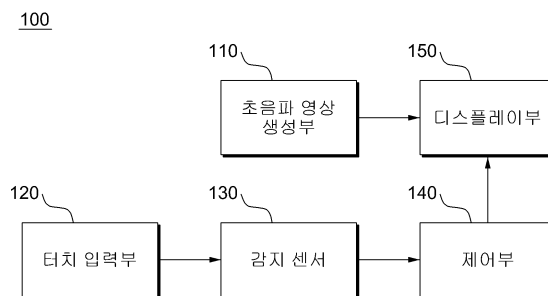 100
110
초음파 영상
생성부
150
디스플레이부
120
터치 입력부
130
감지 센서
140
제어부